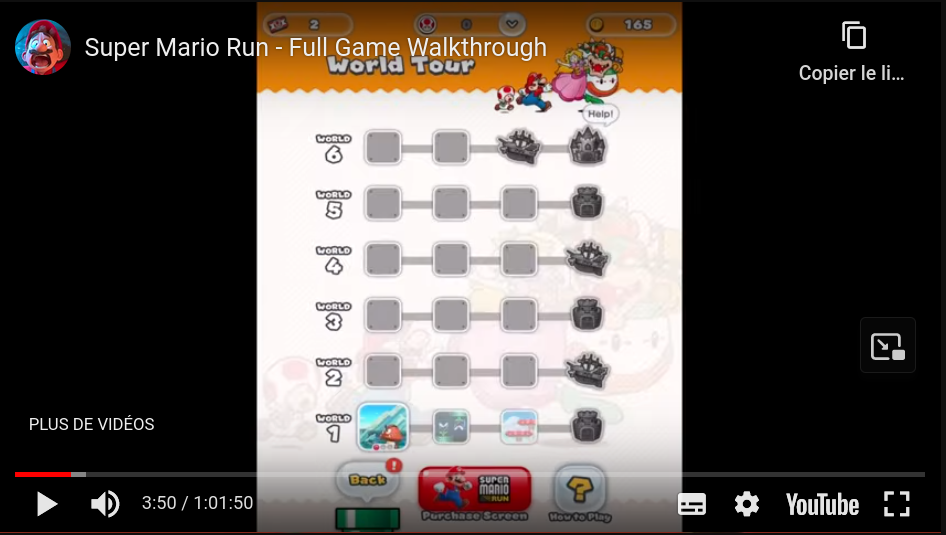 2
0
165
Super Mario Run - Full Game Walkthrough
World Tour
Copier le li...
Help!
WORLD 6
WORLD 5
WORLD 4
WORLD 3
WORLD 2
WORLD 1
PLUS DE VIDÉOS
Back
!
SUPER
MARIO
RUN
?
Purchase Screen
How to Play
3:50 / 1:01:50
YouTube